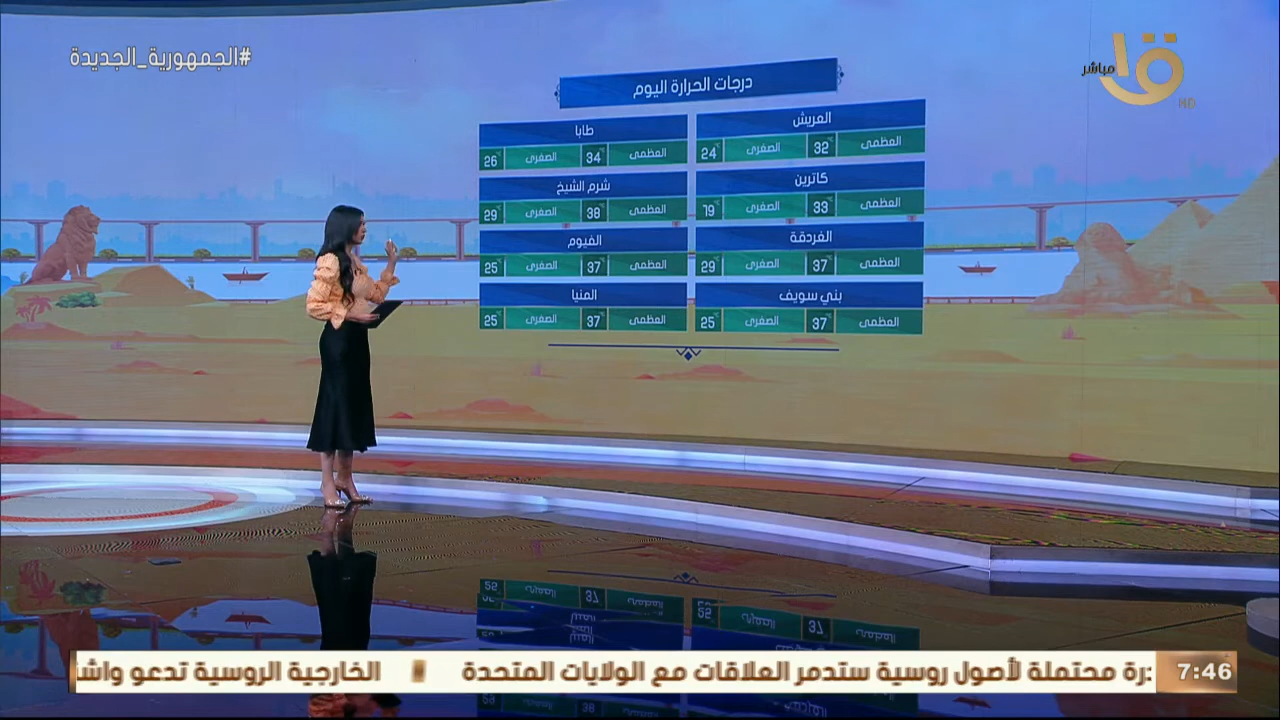 #الجمهورية_الجديدة
مباشر
HD
درجات الحرارة اليوم
العريش
العظمى 32 الصغرى 24
طابا
العظمى 34 الصغرى 26
كاترين
العظمى 33 الصغرى 19
شرم الشيخ
العظمى 38 الصغرى 29
الغردقة
العظمى 37 الصغرى 29
الفيوم
العظمى 37 الصغرى 25
بني سويف
العظمى 37 الصغرى 25
المنيا
العظمى 37 الصغرى 25
7:46
رة محتملة لأصول روسية ستدمر العلاقات مع الولايات المتحدة الخارجية الروسية تدعو واش